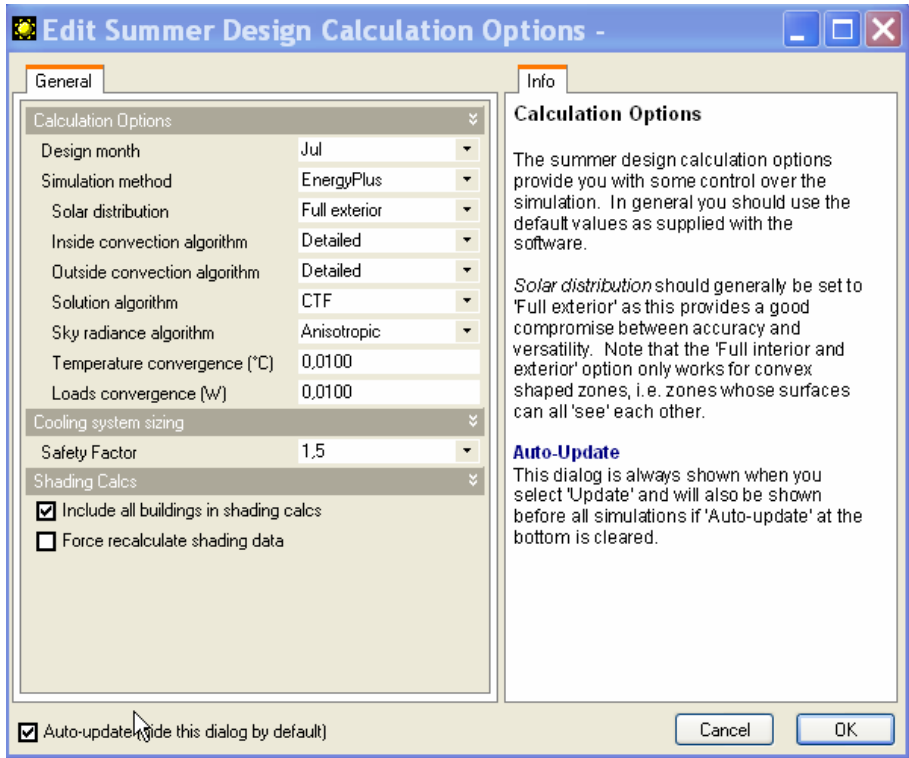 Edit Summer Design Calculation Options -
General
Calculation Options
Design month Jul
Simulation method EnergyPlus
Solar distribution Full exterior
Inside convection algorithm Detailed
Outside convection algorithm Detailed
Solution algorithm CTF
Sky radiance algorithm Anisotropic
Temperature convergence (°C) 0,0100
Loads convergence (W) 0,0100
Cooling system sizing
Safety Factor 1,5
Shading Calcs
Include all buildings in shading calcs
Force recalculate shading data
Info
Calculation Options
The summer design calculation options
provide you with some control over the
simulation. In general you should use the
default values as supplied with the
software.
Solar distribution should generally be set to
'Full exterior' as this provides a good
compromise between accuracy and
versatility. Note that the 'Full interior and
exterior' option only works for convex
shaped zones, i.e. zones whose surfaces
can all 'see' each other.
Auto-Update
This dialog is always shown when you
select 'Update' and will also be shown
before all simulations if 'Auto-update' at the
bottom is cleared.
Auto-update (hide this dialog by default)
Cancel OK